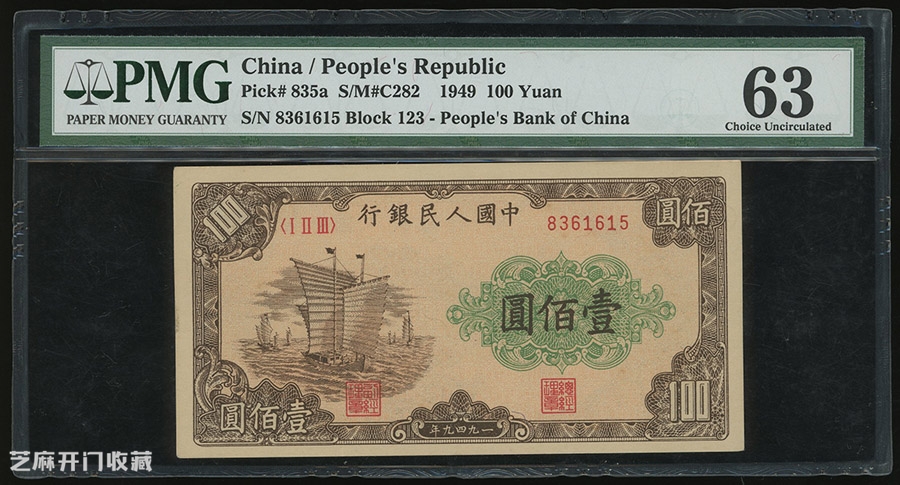 PMG
PAPER MONEY GUARANTY
China / People's Republic
Pick# 835a S/M#C282 1949 100 Yuan
S/N 8361615 Block 123 - People's Bank of China
63
Choice Uncirculated
100
行銀民人國中
圓佰
〈I II III〉
8361615
圓佰壹
圓佰壹
年九四九一
100
芝麻开门收藏